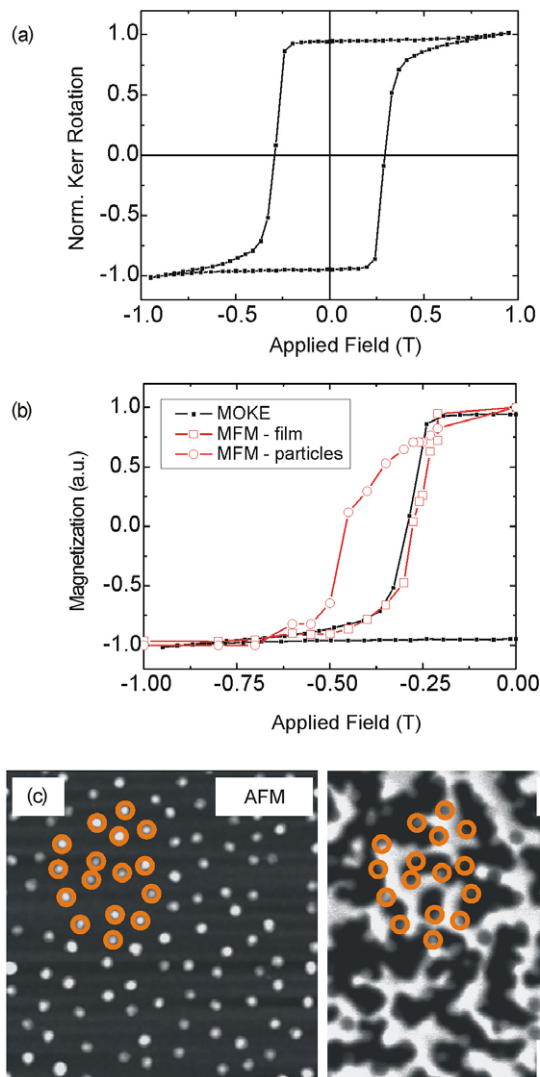 (a)
1.0
0.5
0.0
-0.5
-1.0
Norm. Kerr Rotation
-1.0 -0.5 0.0 0.5 1.0
Applied Field (T)
(b)
1.0
0.5
0.0
-0.5
-1.0
Magnetization (a.u.)
MOKE
MFM - film
MFM - particles
-1.00 -0.75 -0.50 -0.25 0.00
Applied Field (T)
(c)
AFM